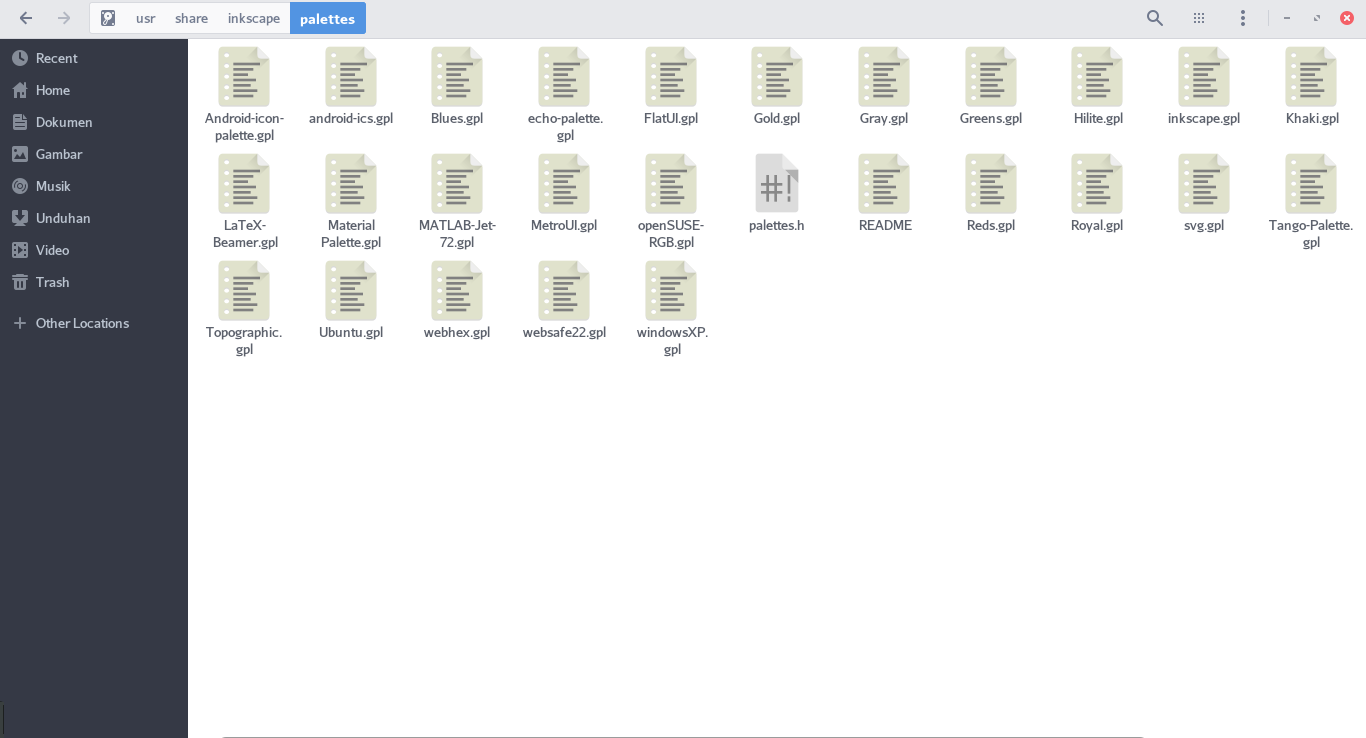 usr share inkscape palettes
Recent
Home
Dokumen
Gambar
Musik
Unduhan
Video
Trash
Other Locations
Android-icon-
palette.gpl
android-ics.gpl
Blues.gpl
echo-palette.
gpl
FlatUI.gpl
Gold.gpl
Gray.gpl
Greens.gpl
Hilite.gpl
inkscape.gpl
Khaki.gpl
LaTeX-
Beamer.gpl
Material
Palette.gpl
MATLAB-Jet-
72.gpl
MetroUI.gpl
openSUSE-
RGB.gpl
#!
palettes.h
README
Reds.gpl
Royal.gpl
svg.gpl
Tango-Palette.
gpl
Topographic.
gpl
Ubuntu.gpl
webhex.gpl
websafe22.gpl
windowsXP.
gpl